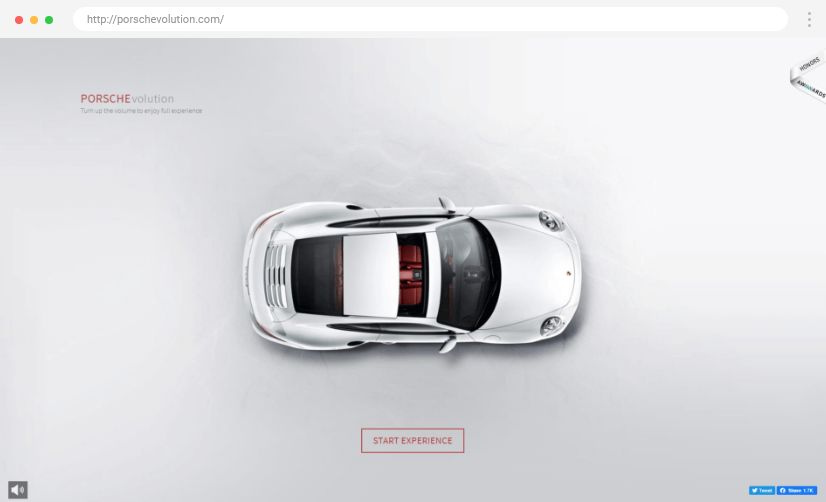 http://porschevolution.com/
HONORS
AWWWARDS
PORSCHEvolution
Turn up the volume to enjoy full experience
START EXPERIENCE
Tweet
Share 1.7K